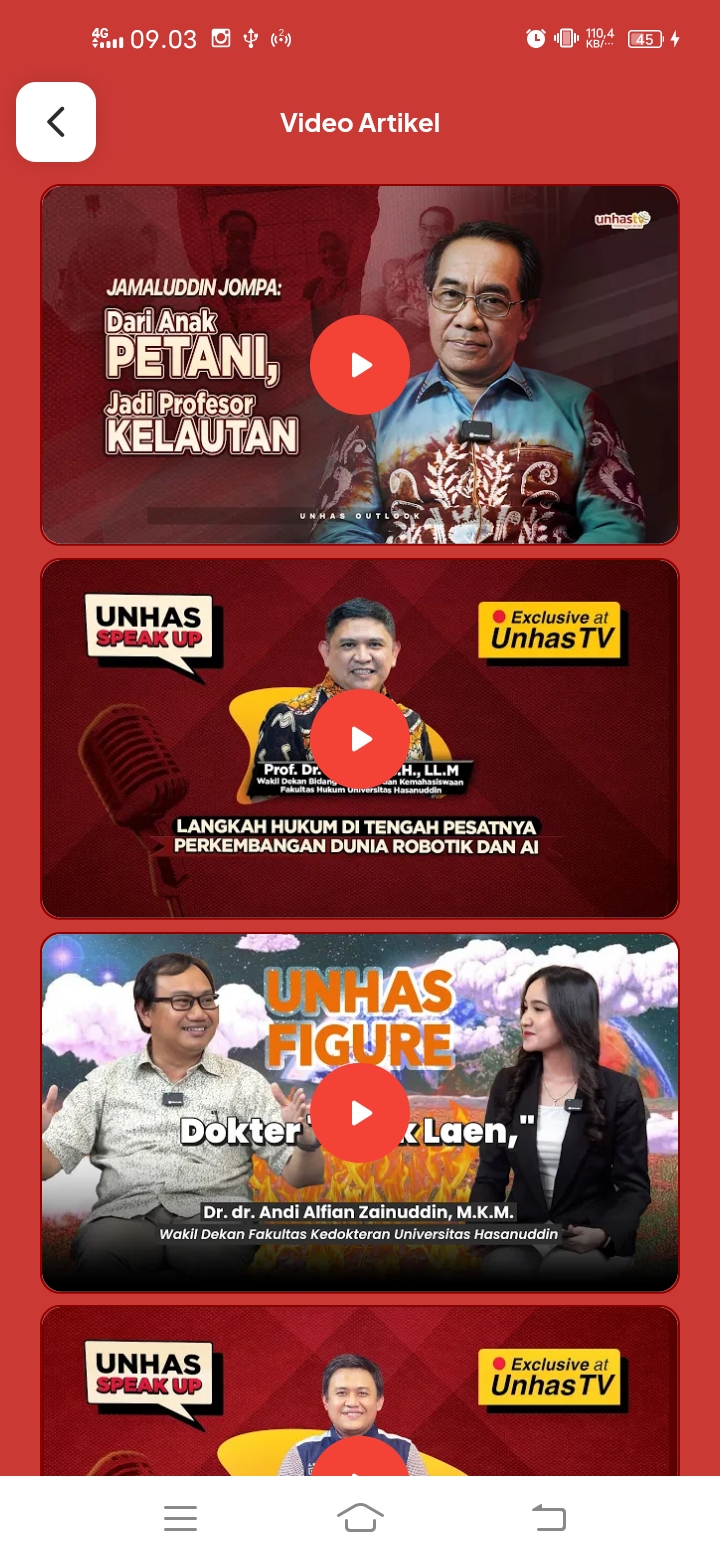 4G 09.03 2 110,4 KB/... 45
Video Artikel
unhas tv
JAMALUDDIN JOMPA:
Dari Anak
PETANI,
Jadi Profesor
KELAUTAN
UNHAS OUTLOOK
UNHAS
SPEAK UP
Exclusive at
UnhasTV
Prof. Dr. .H., LL.M
Wakil Dekan Bidang an Kemahasiswaan
Fakultas Hukum Universitas Hasanuddin
LANGKAH HUKUM DI TENGAH PESATNYA
PERKEMBANGAN DUNIA ROBOTIK DAN AI
UNHAS
FIGURE
"Dokter " k Laen,"
Dr. dr. Andi Alfian Zainuddin, M.K.M.
Wakil Dekan Fakultas Kedokteran Universitas Hasanuddin
UNHAS
SPEAK UP
Exclusive at
UnhasTV